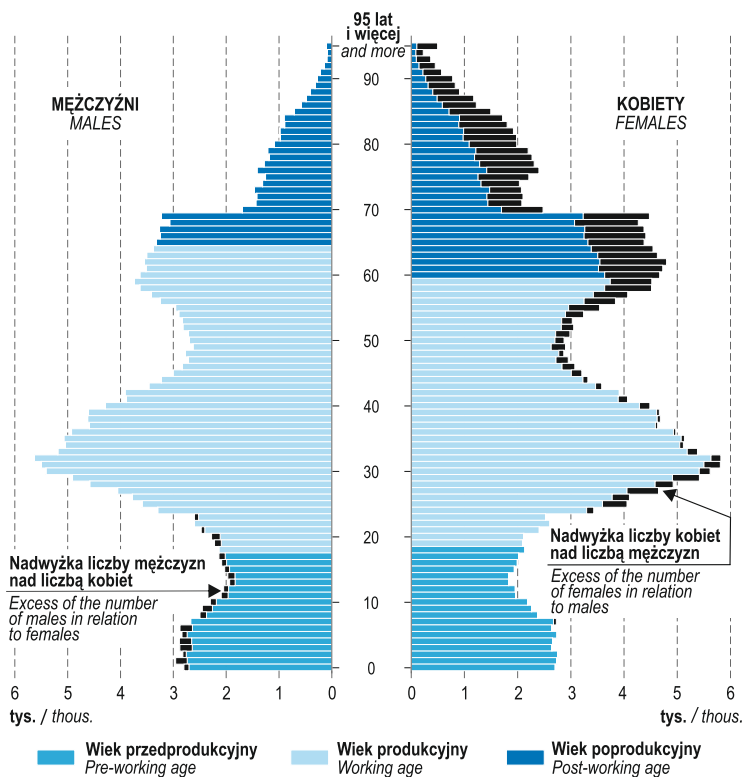 95 lat
i więcej
and more
MĘŻCZYŹNI
MALES
KOBIETY
FEMALES
90
80
70
60
50
40
30
20
10
0
Nadwyżka liczby mężczyzn
nad liczbą kobiet
Excess of the number
of males in relation
to females
Nadwyżka liczby kobiet
nad liczbą mężczyzn
Excess of the number
of females in relation
to males
6 5 4 3 2 1 0 0 1 2 3 4 5 6
tys. / thous. tys. / thous.
Wiek przedprodukcyjny
Pre-working age
Wiek produkcyjny
Working age
Wiek poprodukcyjny
Post-working age